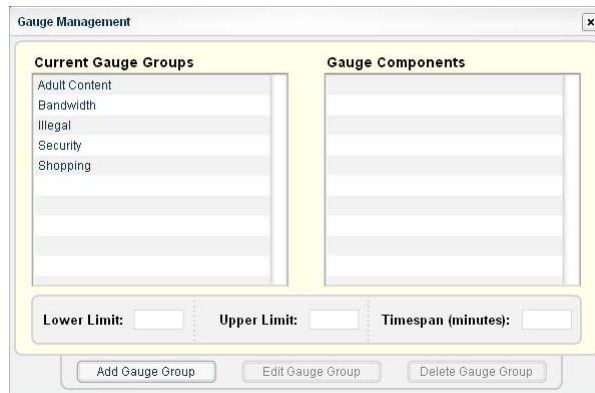 Gauge Management
Current Gauge Groups
Adult Content
Bandwidth
Illegal
Security
Shopping
Gauge Components
Lower Limit:
Upper Limit:
Timespan (minutes):
Add Gauge Group
Edit Gauge Group
Delete Gauge Group